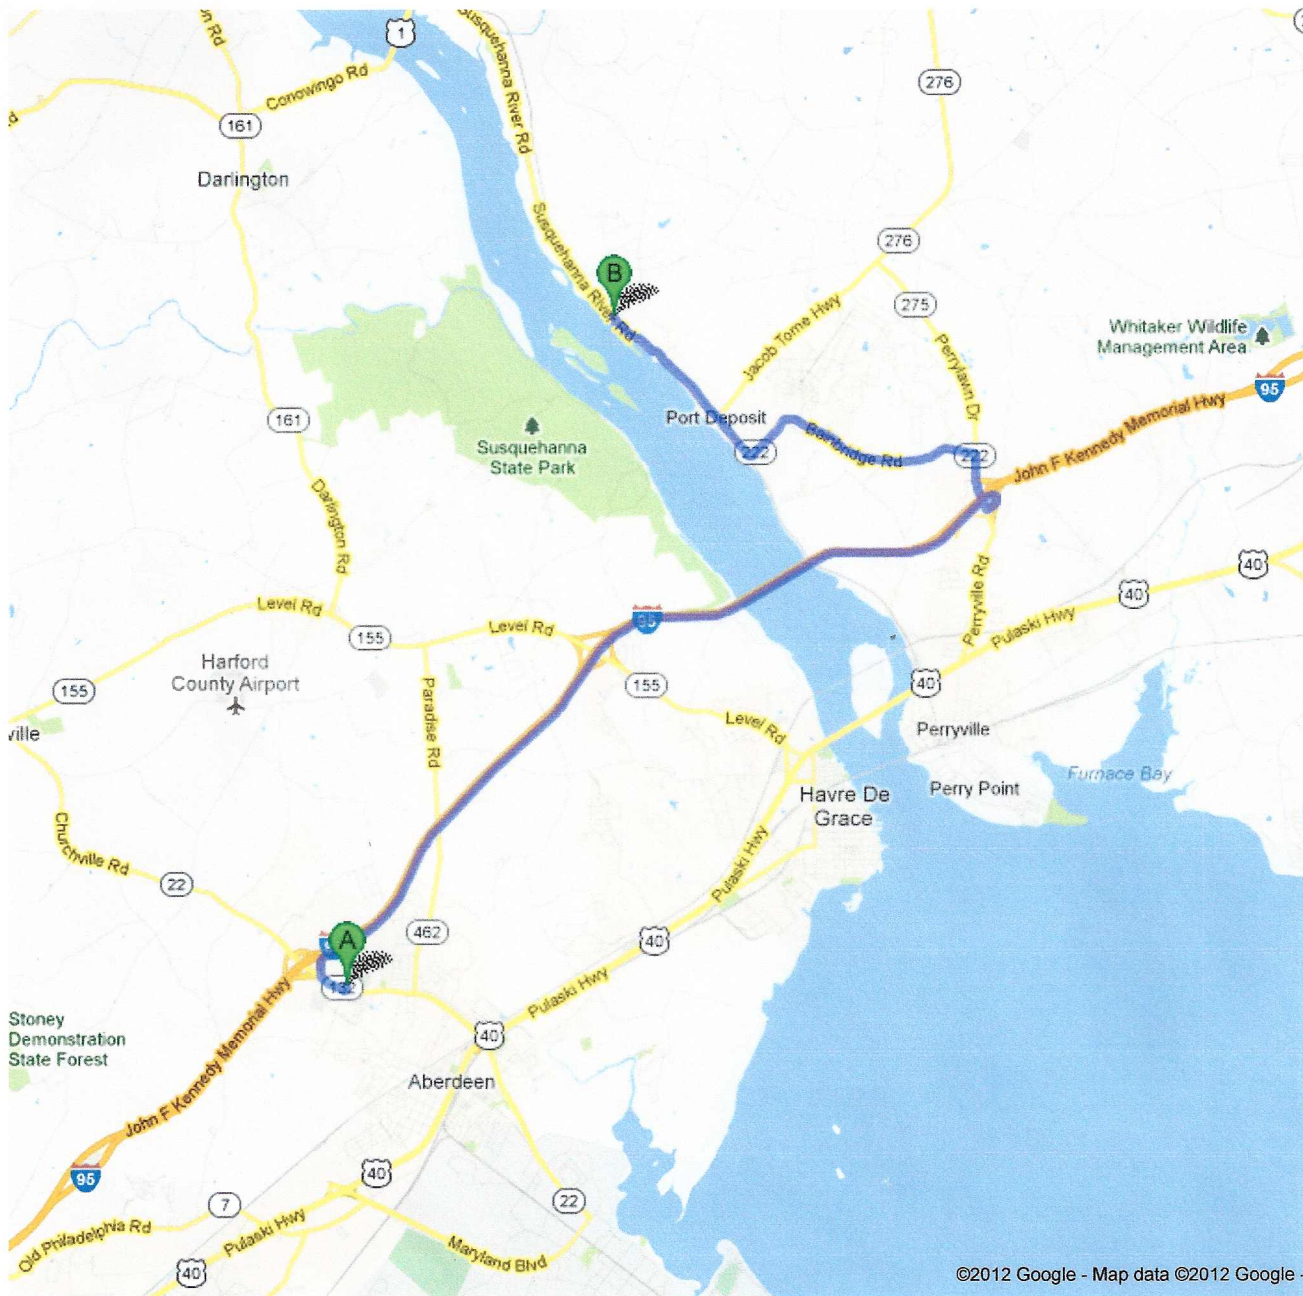 1
Susquehanna River Rd
Conowingo Rd
161
Darlington
276
Susquehanna River Rd
B
276
275
Jacob Tome Hwy
Perrylawn Dr
Whitaker Wildlife
Management Area
95
John F Kennedy Memorial Hwy
161
Port Deposit
222
Bainbridge Rd
222
Susquehanna
State Park
Darlington Rd
Perryville Rd
40
40
Pulaski Hwy
Level Rd
155
Level Rd
95
155
Harford
County Airport
155
ville
Paradise Rd
Level Rd
40
Perryville
Furnace Bay
Perry Point
Havre De
Grace
Churchville Rd
22
Pulaski Hwy
462
A
132
40
Pulaski Hwy
John F Kennedy Memorial Hwy
Stoney
Demonstration
State Forest
40
Aberdeen
95
40
7
22
Old Philadelphia Rd
Pulaski Hwy
Maryland Blvd
40
©2012 Google - Map data ©2012 Google -